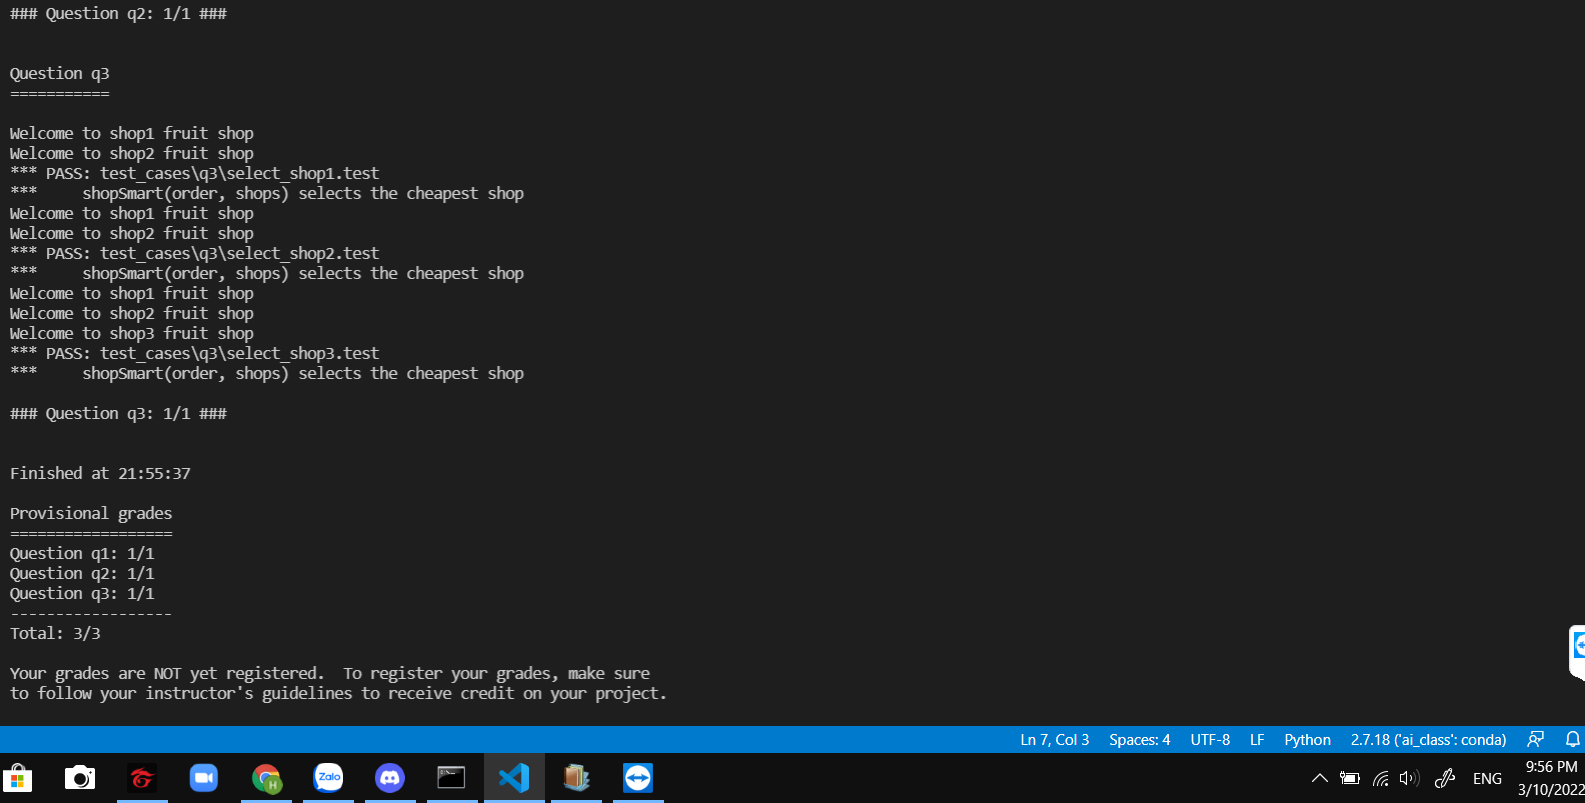 ### Question q2: 1/1 ###
Question q3
===========
Welcome to shop1 fruit shop
Welcome to shop2 fruit shop
*** PASS: test_cases\q3\select_shop1.test
***     shopSmart(order, shops) selects the cheapest shop
Welcome to shop1 fruit shop
Welcome to shop2 fruit shop
*** PASS: test_cases\q3\select_shop2.test
***     shopSmart(order, shops) selects the cheapest shop
Welcome to shop1 fruit shop
Welcome to shop2 fruit shop
Welcome to shop3 fruit shop
*** PASS: test_cases\q3\select_shop3.test
***     shopSmart(order, shops) selects the cheapest shop
### Question q3: 1/1 ###
Finished at 21:55:37
Provisional grades
==================
Question q1: 1/1
Question q2: 1/1
Question q3: 1/1
------------------
Total: 3/3
Your grades are NOT yet registered.  To register your grades, make sure
to follow your instructor's guidelines to receive credit on your project.
Ln 7, Col 3 Spaces: 4 UTF-8 LF Python 2.7.18 ('ai_class': conda)
H Zalo ENG 9:56 PM
3/10/2022